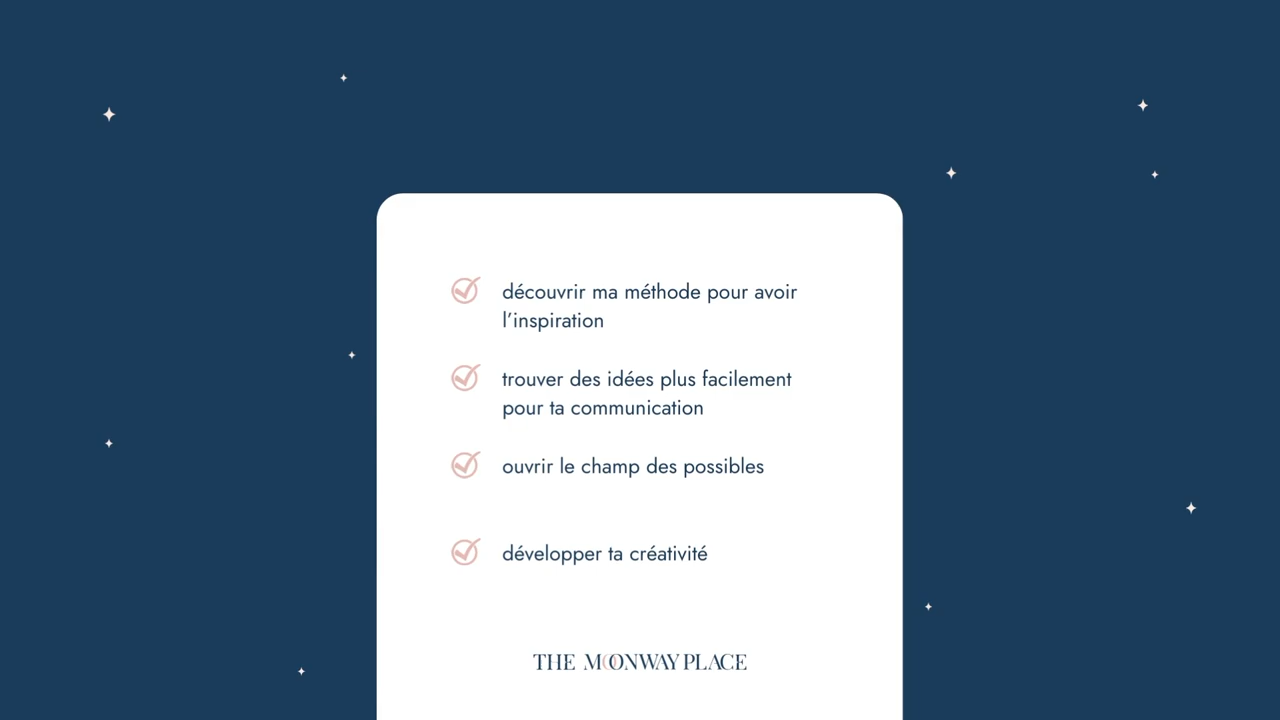 découvrir ma méthode pour avoir
l’inspiration
trouver des idées plus facilement
pour ta communication
ouvrir le champ des possibles
développer ta créativité
THE MOONWAY PLACE